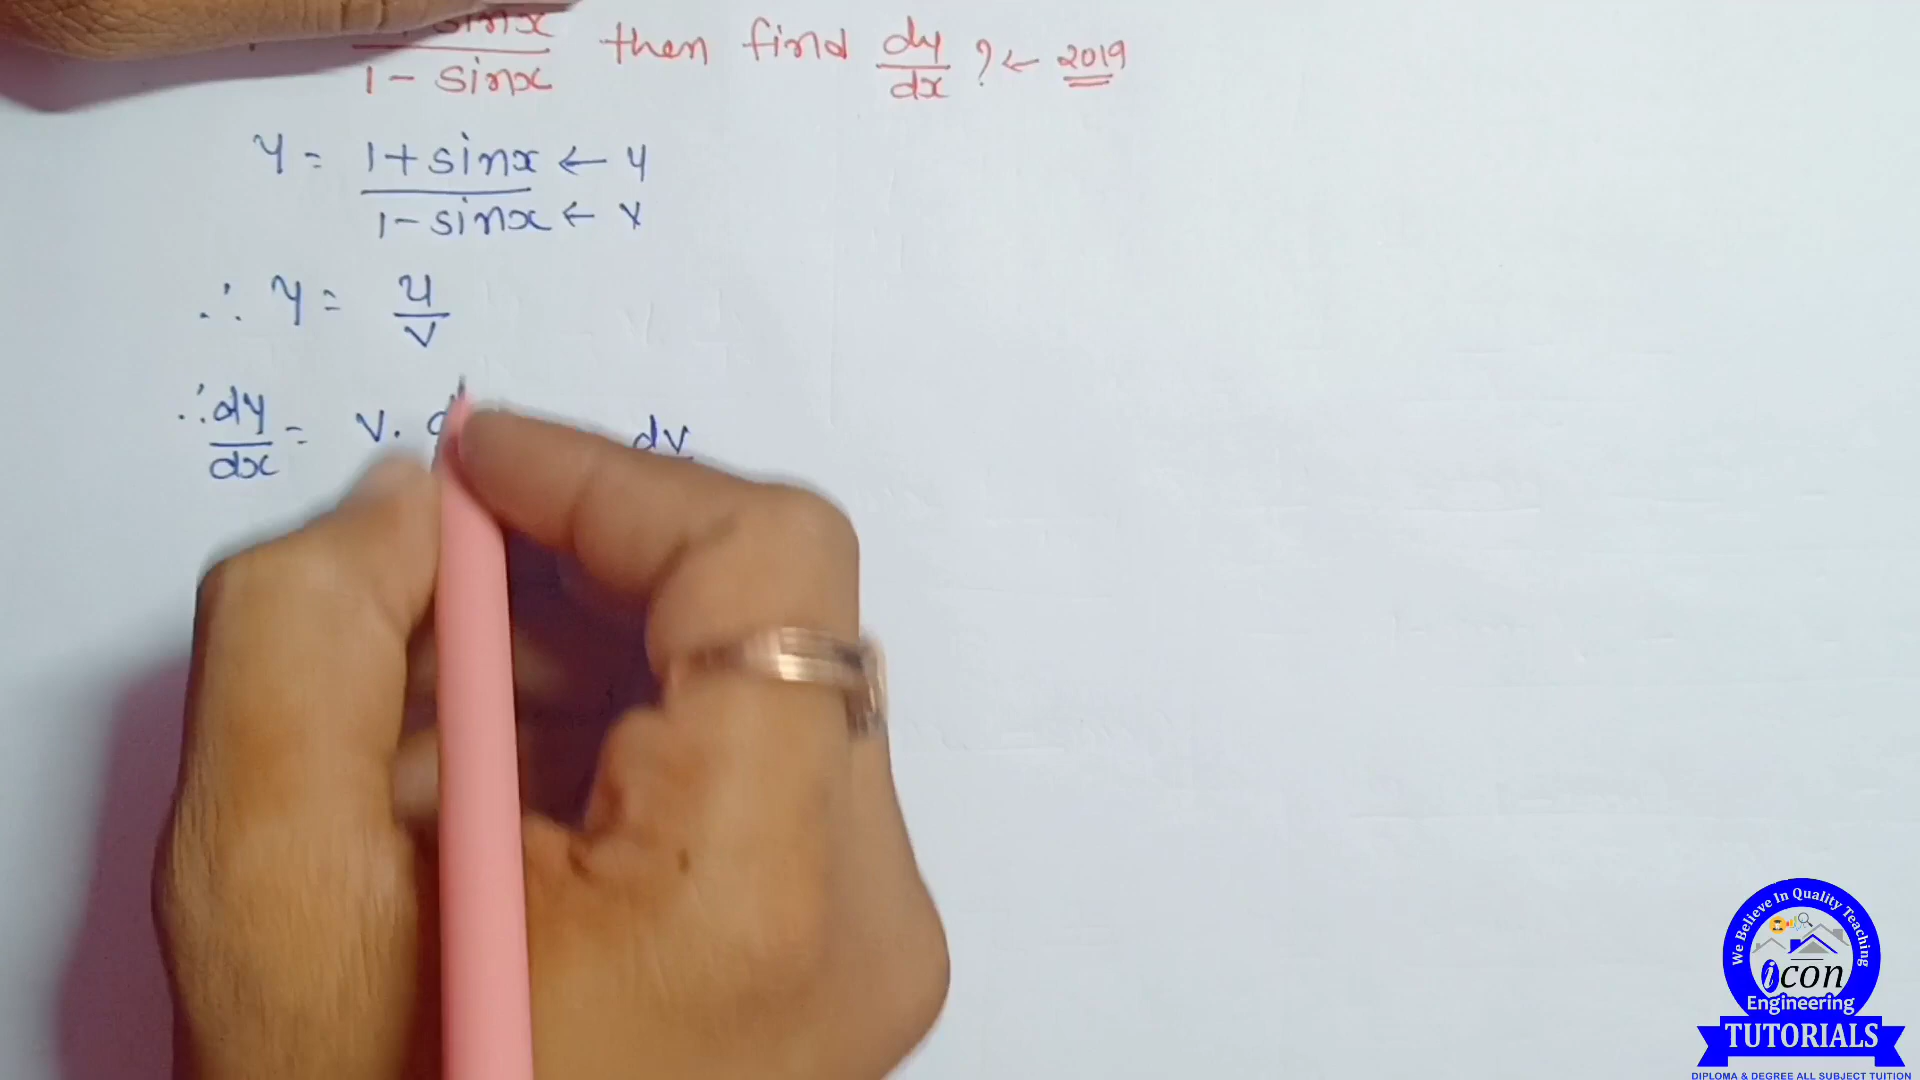 sinx / 1 - sinx then find dy/dx ? ← 2019
y = 1 + sinx ← u
1 - sinx ← v
∴ y = u/v
∴ dy/dx = v. d dv
We Believe In Quality Teaching
icon
Engineering
TUTORIALS
DIPLOMA & DEGREE ALL SUBJECT TUITION